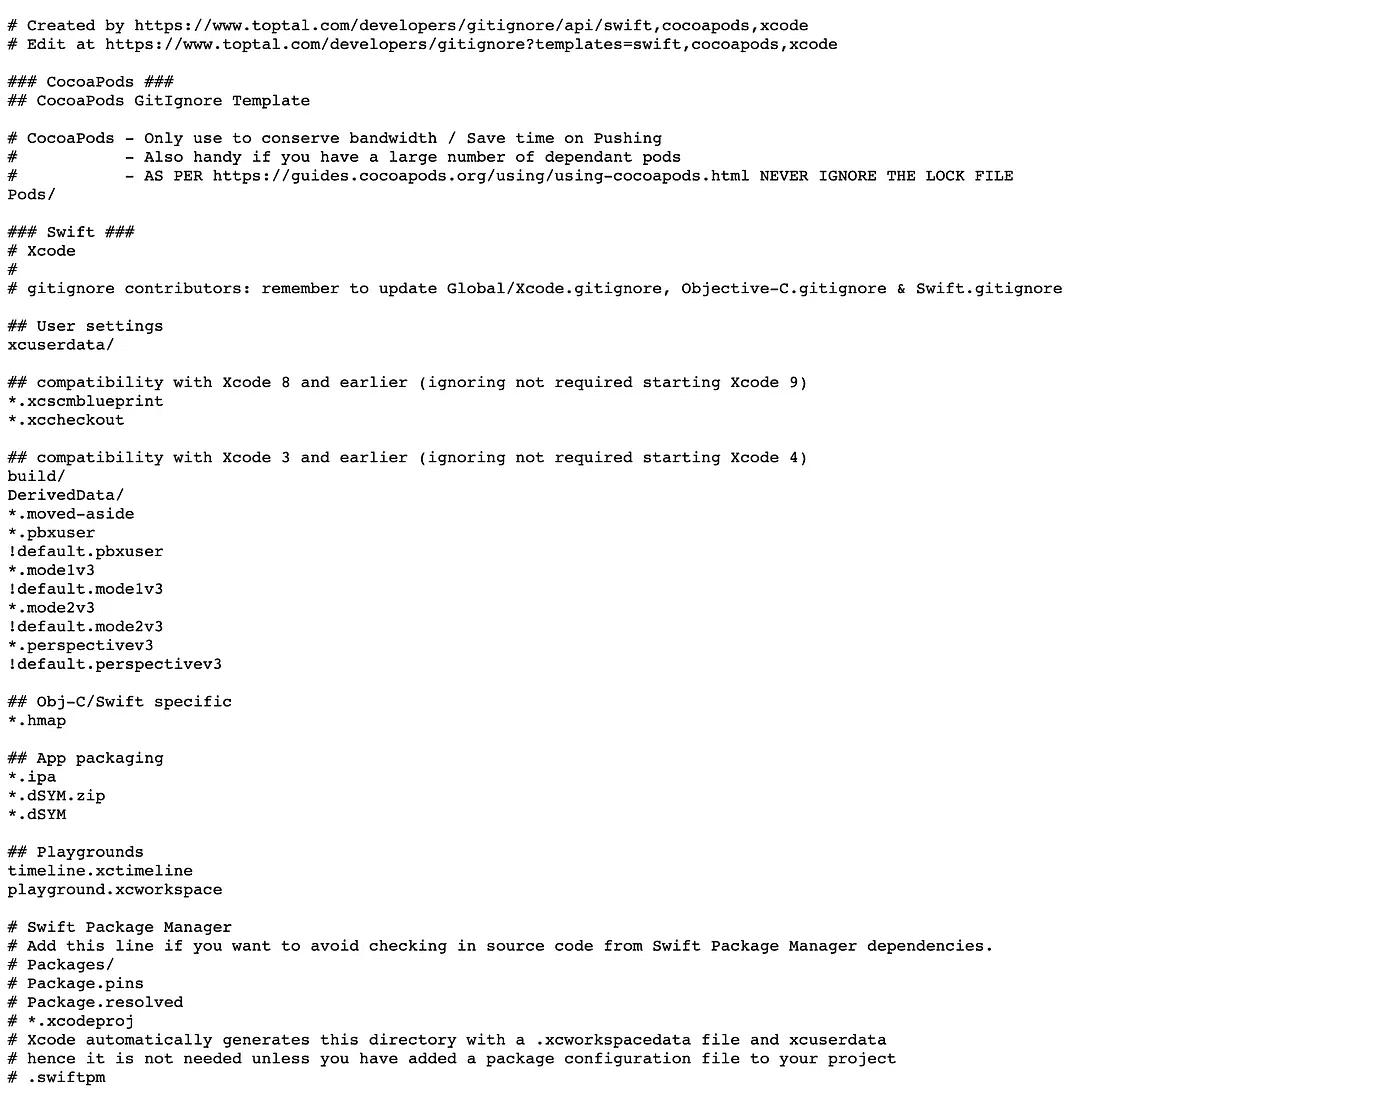 # Created by https://www.toptal.com/developers/gitignore/api/swift,cocoapods,xcode
# Edit at https://www.toptal.com/developers/gitignore?templates=swift,cocoapods,xcode
### CocoaPods ###
## CocoaPods GitIgnore Template
# CocoaPods - Only use to conserve bandwidth / Save time on Pushing
#           - Also handy if you have a large number of dependant pods
#           - AS PER https://guides.cocoapods.org/using/using-cocoapods.html NEVER IGNORE THE LOCK FILE
Pods/
### Swift ###
# Xcode
#
# gitignore contributors: remember to update Global/Xcode.gitignore, Objective-C.gitignore & Swift.gitignore
## User settings
xcuserdata/
## compatibility with Xcode 8 and earlier (ignoring not required starting Xcode 9)
*.xcscmblueprint
*.xccheckout
## compatibility with Xcode 3 and earlier (ignoring not required starting Xcode 4)
build/
DerivedData/
*.moved-aside
*.pbxuser
!default.pbxuser
*.mode1v3
!default.mode1v3
*.mode2v3
!default.mode2v3
*.perspectivev3
!default.perspectivev3
## Obj-C/Swift specific
*.hmap
## App packaging
*.ipa
*.dSYM.zip
*.dSYM
## Playgrounds
timeline.xctimeline
playground.xcworkspace
# Swift Package Manager
# Add this line if you want to avoid checking in source code from Swift Package Manager dependencies.
# Packages/
# Package.pins
# Package.resolved
# *.xcodeproj
# Xcode automatically generates this directory with a .xcworkspacedata file and xcuserdata
# hence it is not needed unless you have added a package configuration file to your project
# .swiftpm